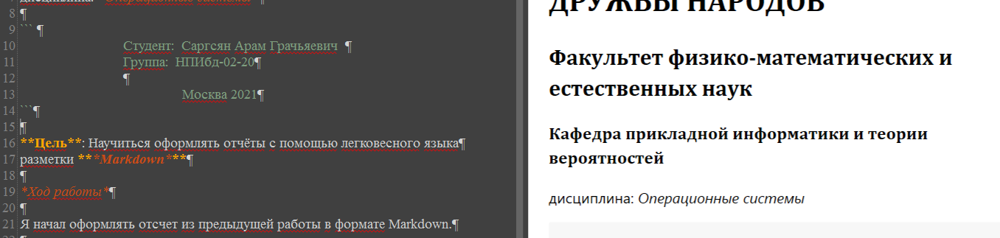 дисциплина: *Операционные системы* ¶
8 ¶
9 ``` ¶
10 Студент: Саргсян Арам Грачьяевич ¶
11 Группа: НПИбд-02-20¶
12 ¶
13 Москва 2021¶
14 ```¶
15 ¶
16 **Цель**: Научиться оформлять отчёты с помощью легковесного языка¶
17 разметки ***Markdown***¶
18 ¶
19 *Ход работы*¶
20 ¶
21 Я начал оформлять отсчет из предыдущей работы в формате Markdown.¶
ДРУЖБЫ НАРОДОВ
Факультет физико-математических и
естественных наук
Кафедра прикладной информатики и теории
вероятностей
дисциплина: Операционные системы